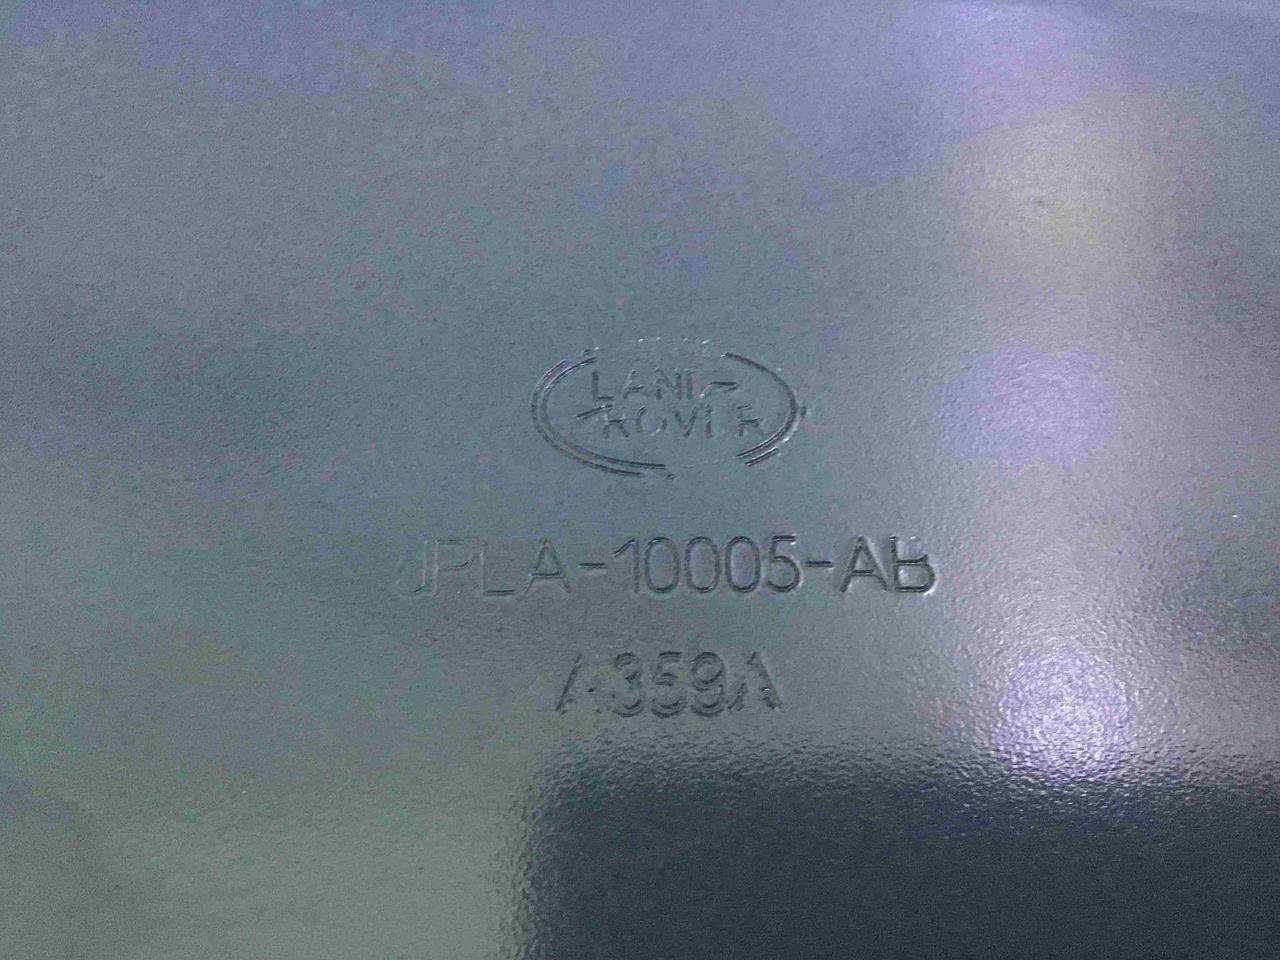 LAND-
ROVER
JPLA-10005-AB
A359A